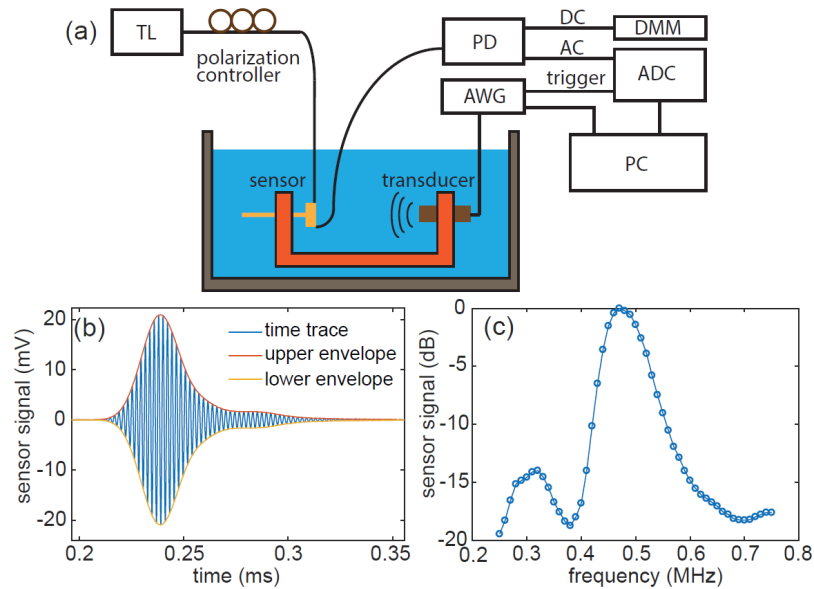 (a)
TL
polarization
controller
PD
DC
DMM
AC
ADC
AWG
trigger
PC
sensor
transducer
(b)
time trace
upper envelope
lower envelope
sensor signal (mV)
20
10
0
-10
-20
0.2
0.25
0.3
0.35
time (ms)
(c)
sensor signal (dB)
0
-5
-10
-15
-20
0.2
0.3
0.4
0.5
0.6
0.7
0.8
frequency (MHz)